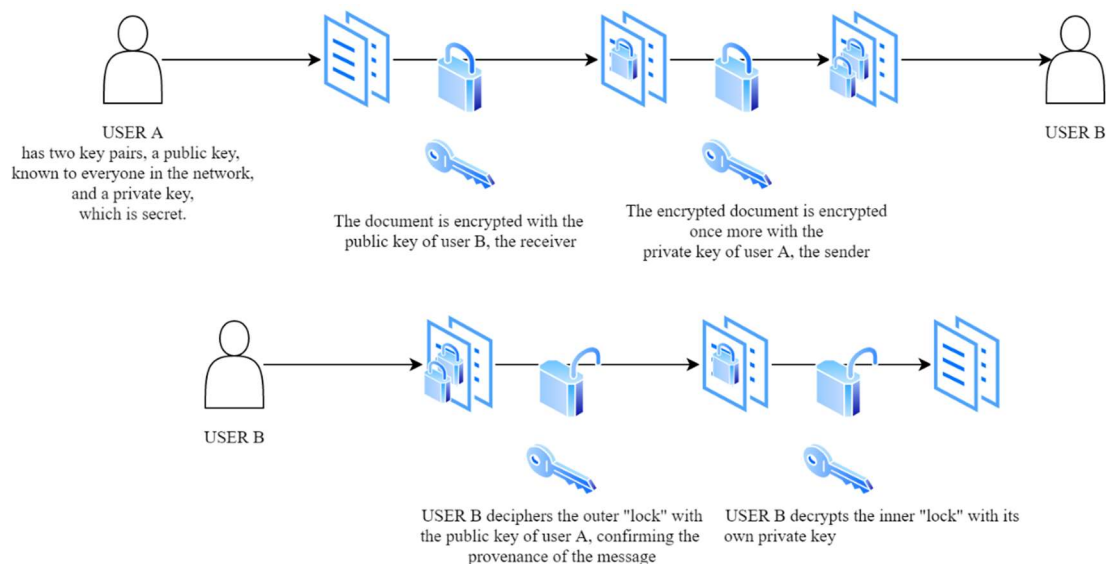 USER A
has two key pairs, a public key,
known to everyone in the network,
and a private key,
which is secret.
USER B
The document is encrypted with the
public key of user B, the receiver
The encrypted document is encrypted
once more with the
private key of user A, the sender
USER B
USER B deciphers the outer "lock" with
the public key of user A, confirming the
provenance of the message
USER B decrypts the inner "lock" with its
own private key